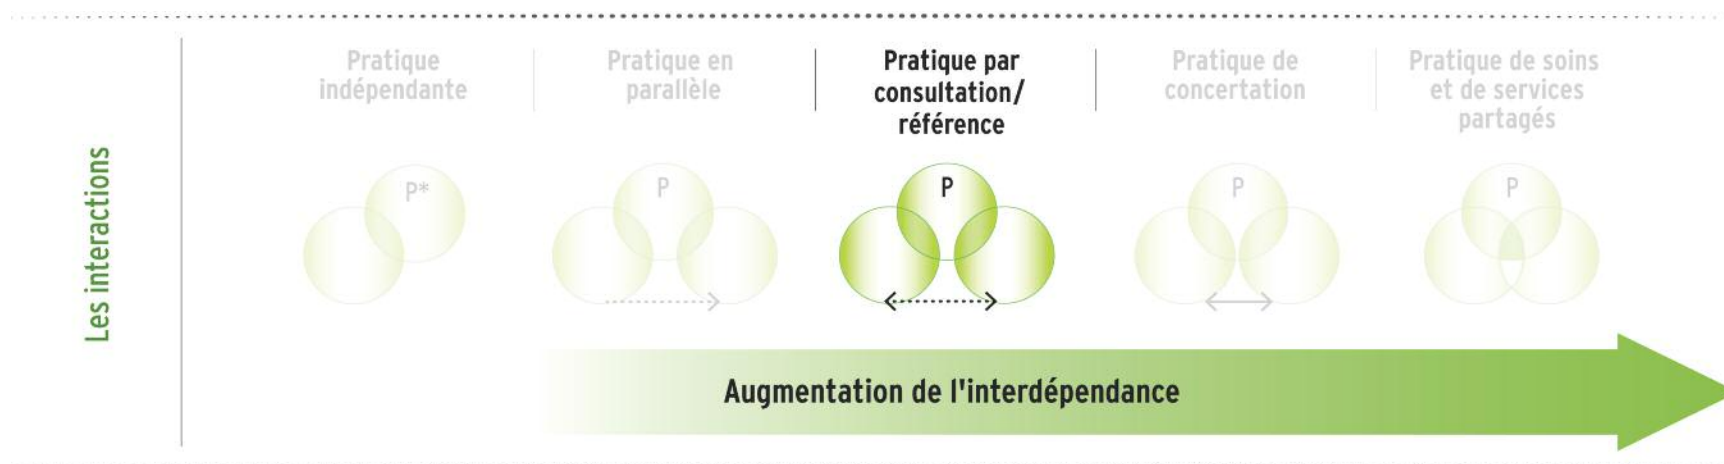 Pratique
indépendante
Pratique en
parallèle
Pratique par
consultation/
référence
Pratique de
concertation
Pratique de soins
et de services
partagés
Les interactions
P*
P
P
P
P
Augmentation de l'interdépendance